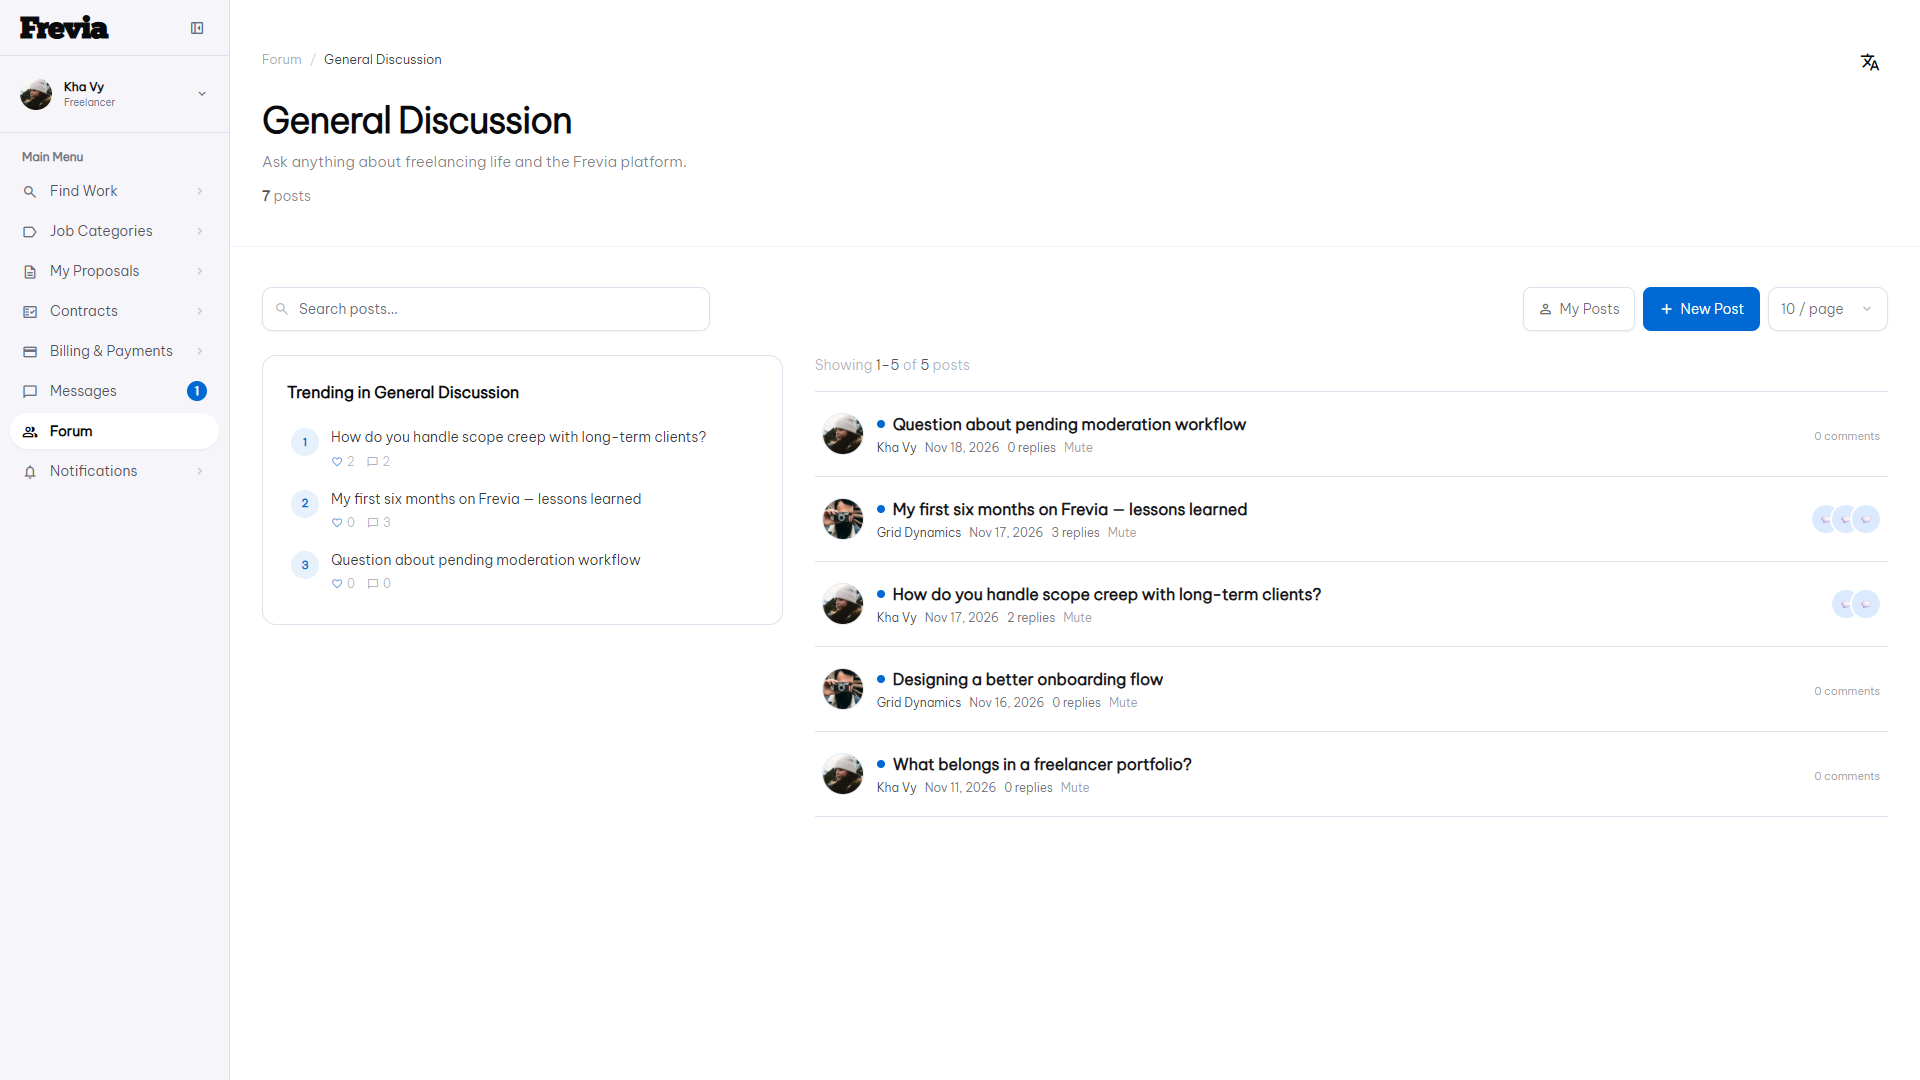 Frevia
Kha Vy
Freelancer
Main Menu
Find Work
Job Categories
My Proposals
Contracts
Billing & Payments
Messages 1
Forum
Notifications
Forum / General Discussion
General Discussion
Ask anything about freelancing life and the Frevia platform.
7 posts
Search posts...
My Posts
+ New Post
10 / page
Trending in General Discussion
1 How do you handle scope creep with long-term clients?
2 2
2 My first six months on Frevia — lessons learned
0 3
3 Question about pending moderation workflow
0 0
Showing 1–5 of 5 posts
Question about pending moderation workflow
Kha Vy Nov 18, 2026 0 replies Mute
0 comments
My first six months on Frevia — lessons learned
Grid Dynamics Nov 17, 2026 3 replies Mute
How do you handle scope creep with long-term clients?
Kha Vy Nov 17, 2026 2 replies Mute
Designing a better onboarding flow
Grid Dynamics Nov 16, 2026 0 replies Mute
0 comments
What belongs in a freelancer portfolio?
Kha Vy Nov 11, 2026 0 replies Mute
0 comments